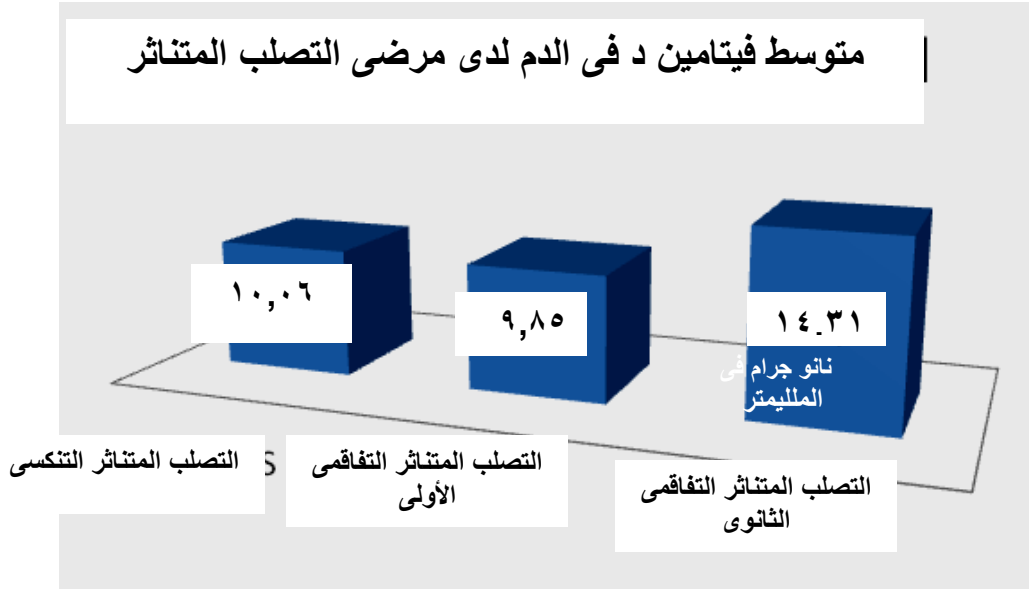 متوسط فيتامين د فى الدم لدى مرضى التصلب المتناثر
١٠,٠٦
٩,٨٥
١٤.٣١
نانو جرام فى
الملليمتر
التصلب المتناثر التنكسى
S
التصلب المتناثر التفاقمى
الأولى
التصلب المتناثر التفاقمى
الثانوى